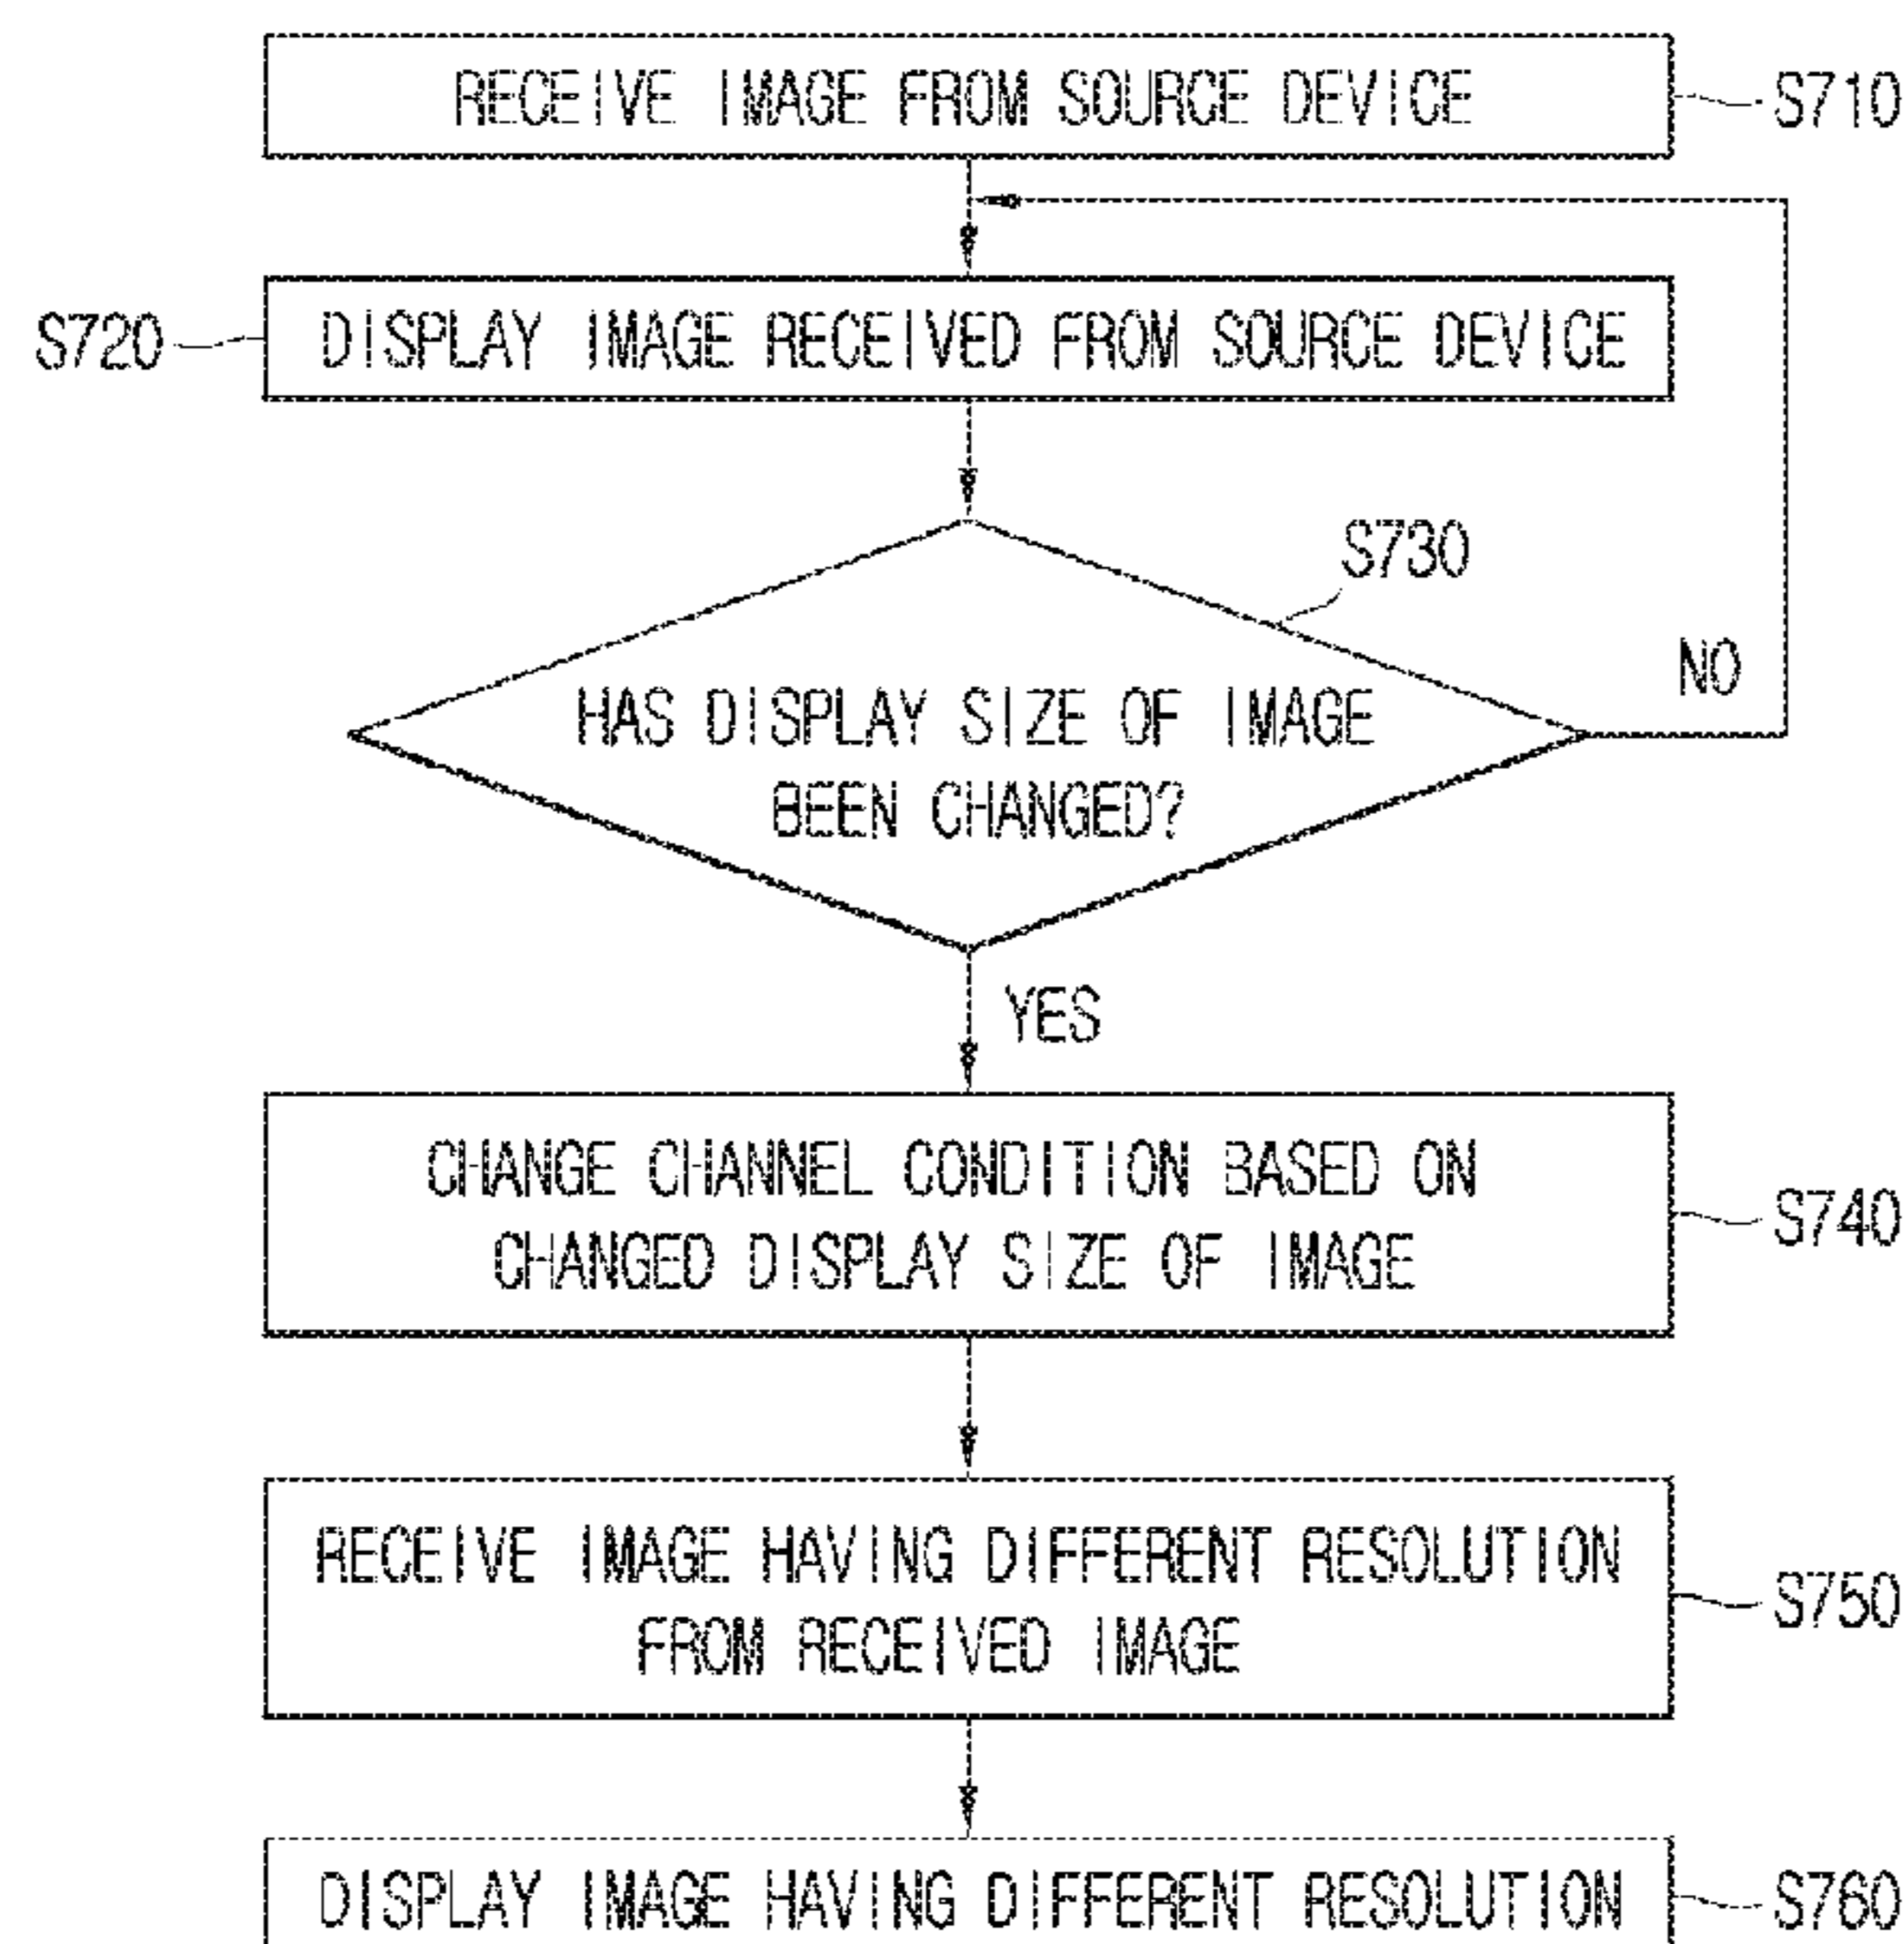 RECEIVE IMAGE FROM SOURCE DEVICE
S710
S720
DISPLAY IMAGE RECEIVED FROM SOURCE DEVICE
S730
NO
HAS DISPLAY SIZE OF IMAGE
BEEN CHANGED?
YES
CHANGE CHANNEL CONDITION BASED ON
CHANGED DISPLAY SIZE OF IMAGE
S740
RECEIVE IMAGE HAVING DIFFERENT RESOLUTION
FROM RECEIVED IMAGE
S750
DISPLAY IMAGE HAVING DIFFERENT RESOLUTION
S760